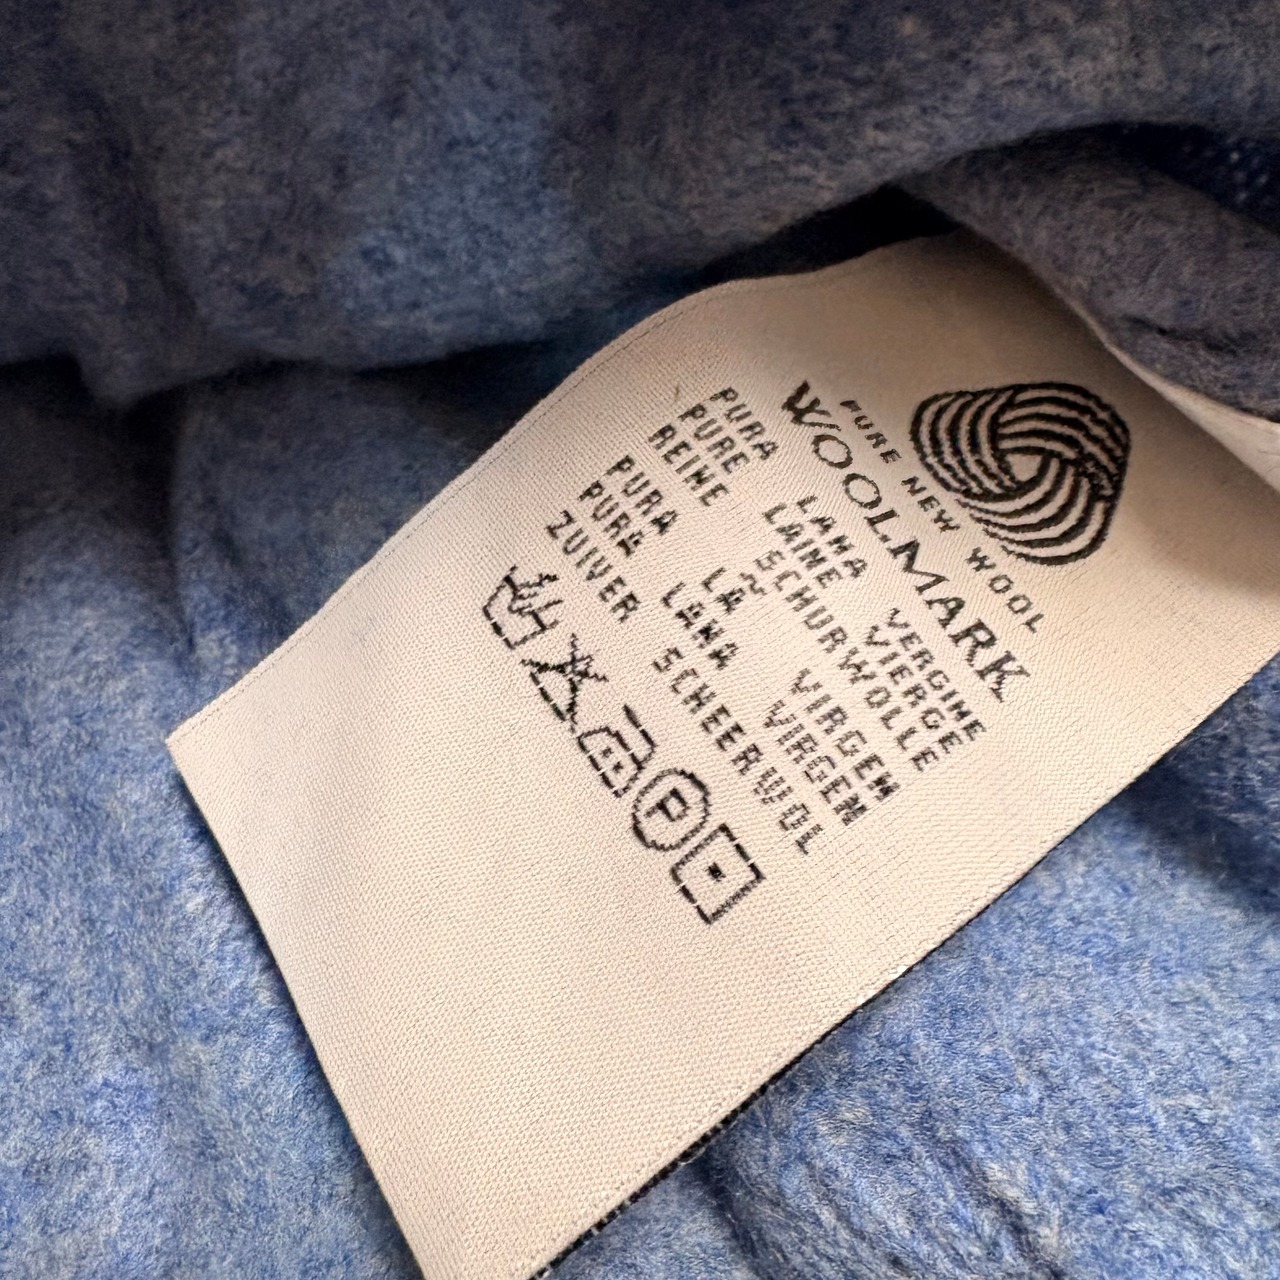 PURE NEW WOOL
WOOLMARK
PURA LANA VERGINE
PURE LAINE VIERGE
REINE SCHURWOLLE
PURA LÃ VIRGEM
PURA LANA VIRGEN
ZUIVER SCHEERWOL
P